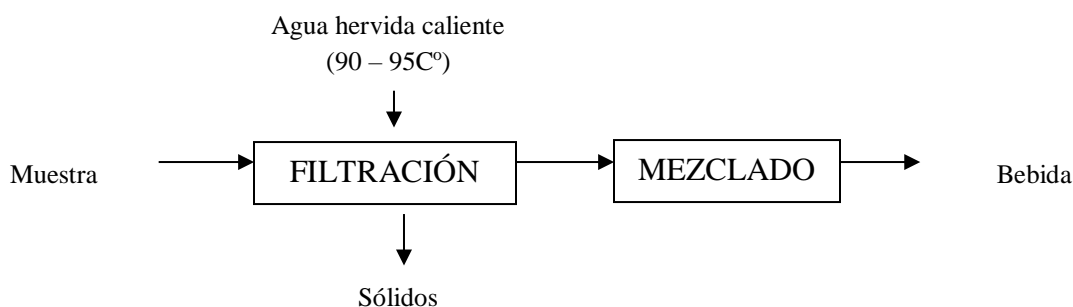 Agua hervida caliente
(90 – 95Cº)
Muestra
FILTRACIÓN
MEZCLADO
Bebida
Sólidos